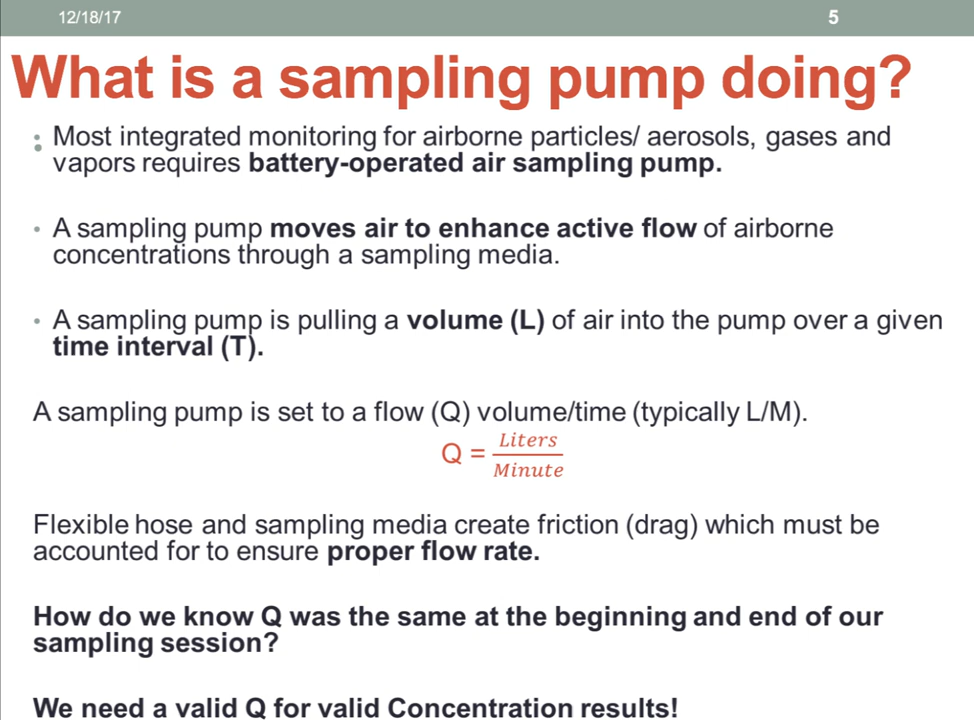 12/18/17
5
What is a sampling pump doing?
• Most integrated monitoring for airborne particles/ aerosols, gases and
• vapors requires battery-operated air sampling pump.
• A sampling pump moves air to enhance active flow of airborne
concentrations through a sampling media.
• A sampling pump is pulling a volume (L) of air into the pump over a given
time interval (T).
A sampling pump is set to a flow (Q) volume/time (typically L/M).
Q = Liters/Minute
Flexible hose and sampling media create friction (drag) which must be
accounted for to ensure proper flow rate.
How do we know Q was the same at the beginning and end of our
sampling session?
We need a valid Q for valid Concentration results!